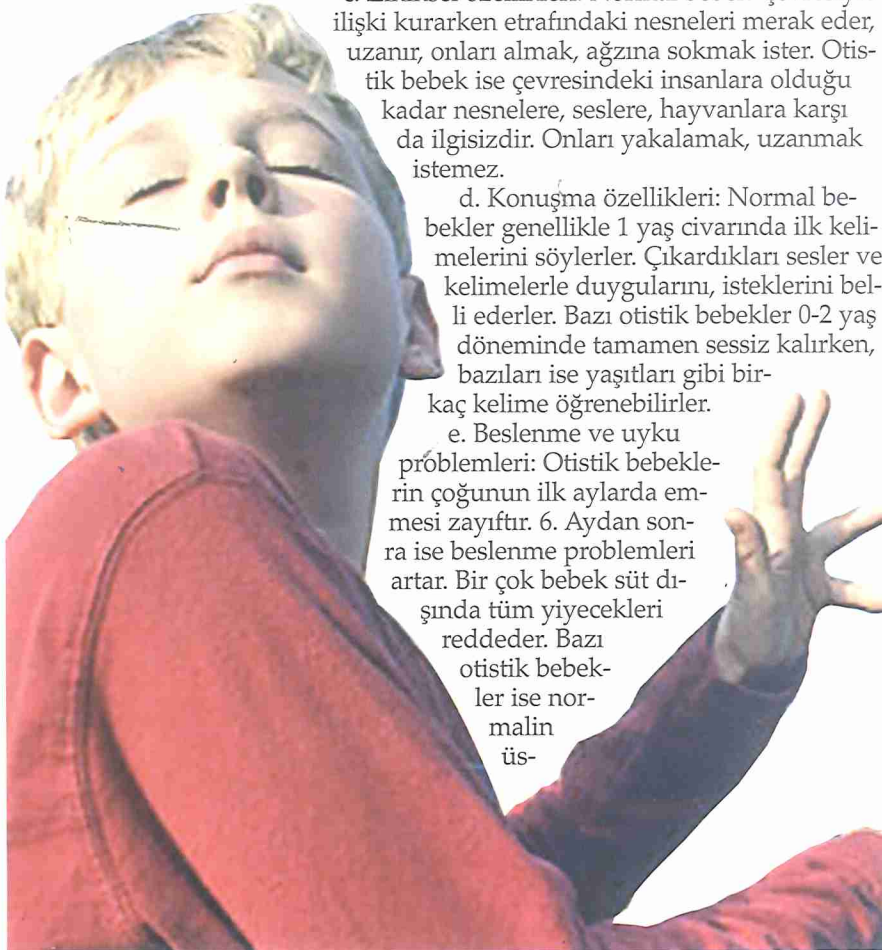 ilişki kurarken etrafındaki nesneleri merak eder,
uzanır, onları almak, ağzına sokmak ister. Otis-
tik bebek ise çevresindeki insanlara olduğu
kadar nesnelere, seslere, hayvanlara karşı
da ilgisizdir. Onları yakalamak, uzanmak
istemez.
d. Konuşma özellikleri: Normal be-
bekler genellikle 1 yaş civarında ilk keli-
melerini söylerler. Çıkardıkları sesler ve
kelimelerle duygularını, isteklerini bel-
li ederler. Bazı otistik bebekler 0-2 yaş
döneminde tamamen sessiz kalırken,
bazıları ise yaşıtları gibi bir-
kaç kelime öğrenebilirler.
e. Beslenme ve uyku
problemleri: Otistik bebekle-
rin çoğunun ilk aylarda em-
mesi zayıftır. 6. Aydan son-
ra ise beslenme problemleri
artar. Bir çok bebek süt dı-
şında tüm yiyecekleri
reddeder. Bazı
otistik bebek-
ler ise nor-
malin
üs-